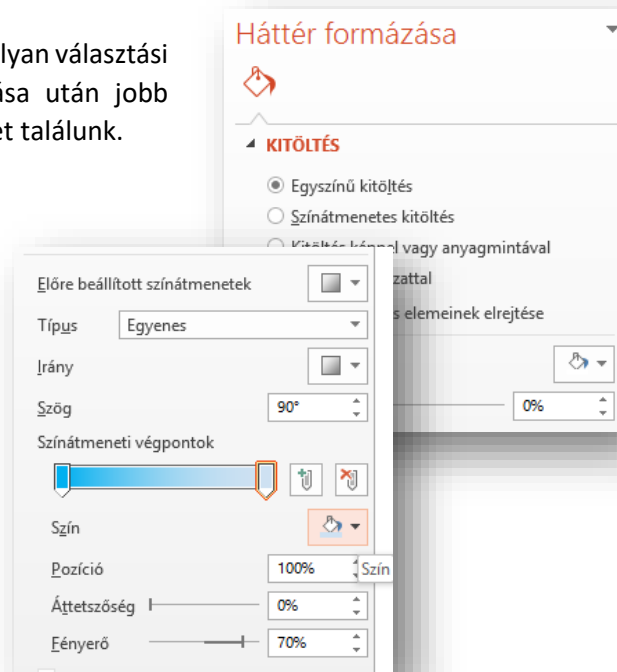 lyan választási
ása után jobb
et találunk.
Háttér formázása
KITÖLTÉS
Egyszínű kitöltés
Színátmenetes kitöltés
Kitöltés képpel vagy anyagmintával
zattal
s elemeinek elrejtése
0%
Előre beállított színátmenetek
Típus Egyenes
Irány
Szög 90°
Színátmeneti végpontok
Szín
Pozíció 100% Szín
Áttetszőség 0%
Fényerő 70%